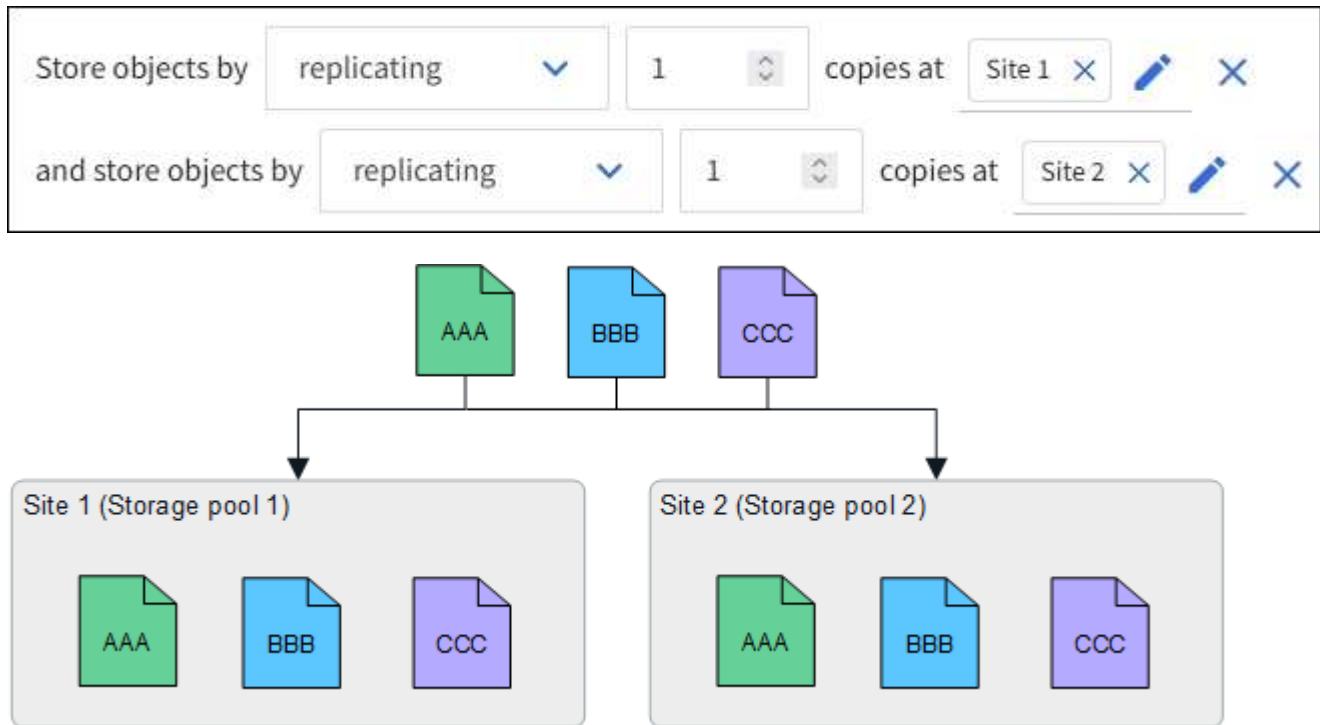 Store objects by replicating 1 copies at Site 1
and store objects by replicating 1 copies at Site 2
AAA BBB CCC
Site 1 (Storage pool 1) Site 2 (Storage pool 2)
AAA BBB CCC AAA BBB CCC